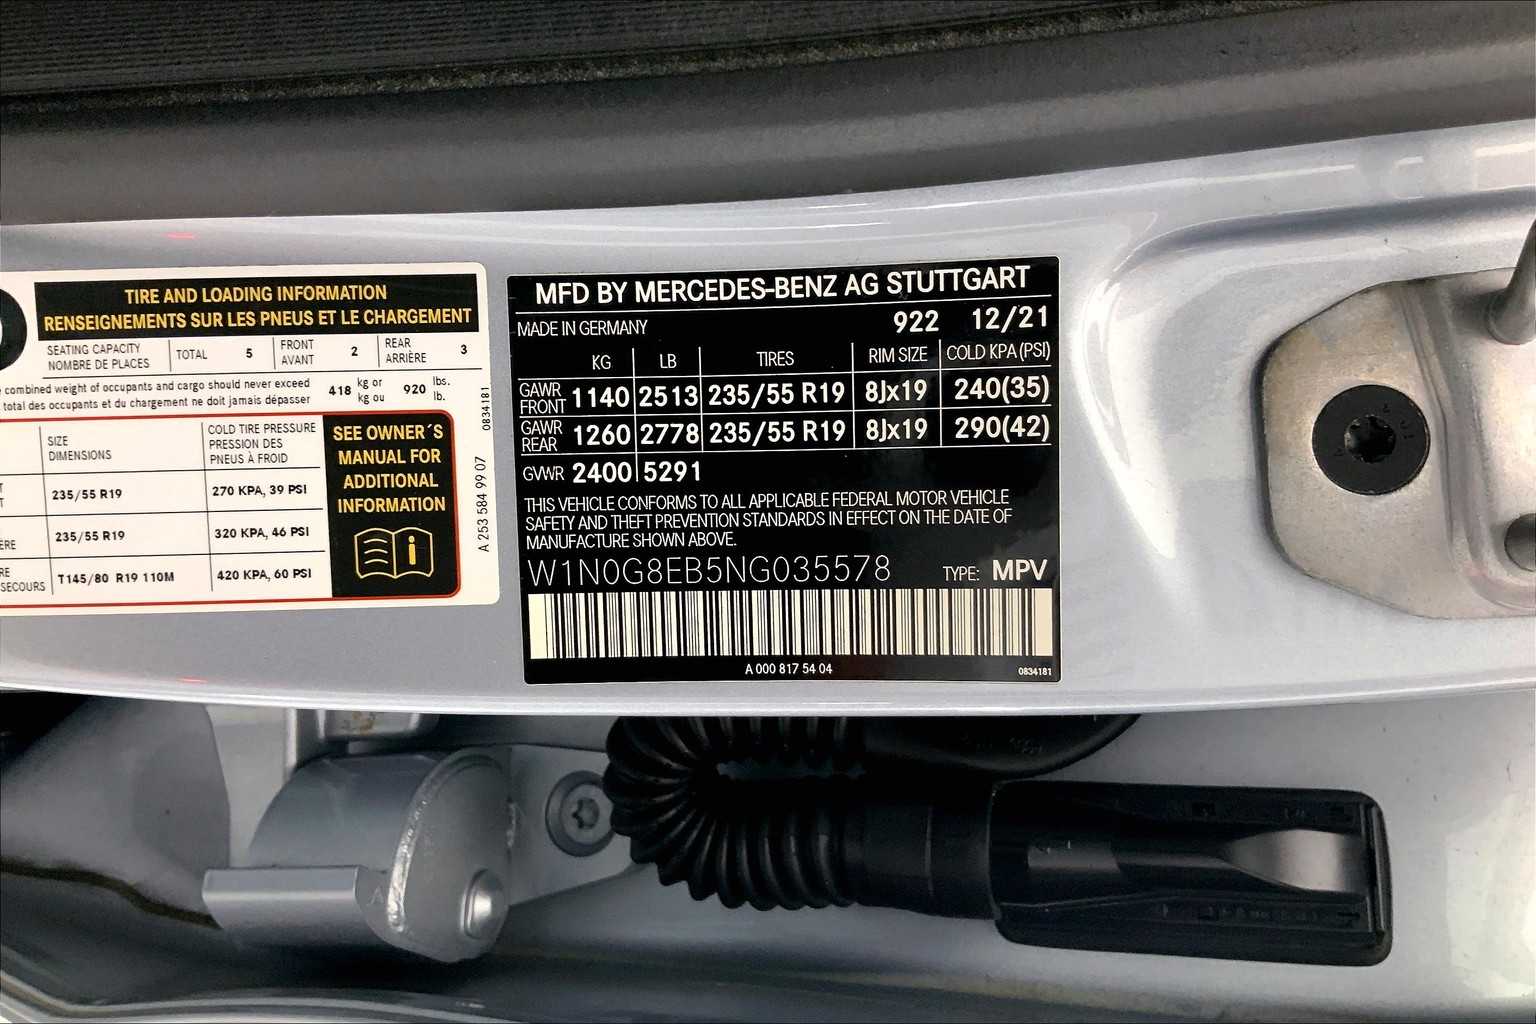 TIRE AND LOADING INFORMATION
RENSEIGNEMENTS SUR LES PNEUS ET LE CHARGEMENT
SEATING CAPACITY
NOMBRE DE PLACES
TOTAL 5
FRONT
AVANT
2
REAR
ARRIÈRE
3
combined weight of occupants and cargo should never exceed
total des occupants et du chargement ne doit jamais dépasser
418 kg or
kg ou
920 lbs.
lb.
SIZE
DIMENSIONS
COLD TIRE PRESSURE
PRESSION DES
PNEUS À FROID
235/55 R19 270 KPA, 39 PSI
235/55 R19 320 KPA, 46 PSI
SECOURS T145/80 R19 110M 420 KPA, 60 PSI
SEE OWNER´S
MANUAL FOR
ADDITIONAL
INFORMATION
i
A 253 584 99 07
0834181
MFD BY MERCEDES-BENZ AG STUTTGART
MADE IN GERMANY 922 12/21
KG LB TIRES RIM SIZE COLD KPA(PSI)
GAWR
FRONT
1140 2513 235/55 R19 8Jx19 240(35)
GAWR
REAR
1260 2778 235/55 R19 8Jx19 290(42)
GVWR 2400 5291
THIS VEHICLE CONFORMS TO ALL APPLICABLE FEDERAL MOTOR VEHICLE
SAFETY AND THEFT PREVENTION STANDARDS IN EFFECT ON THE DATE OF
MANUFACTURE SHOWN ABOVE.
W1N0G8EB5NG035578 TYPE: MPV
A 000 817 54 04 0834181